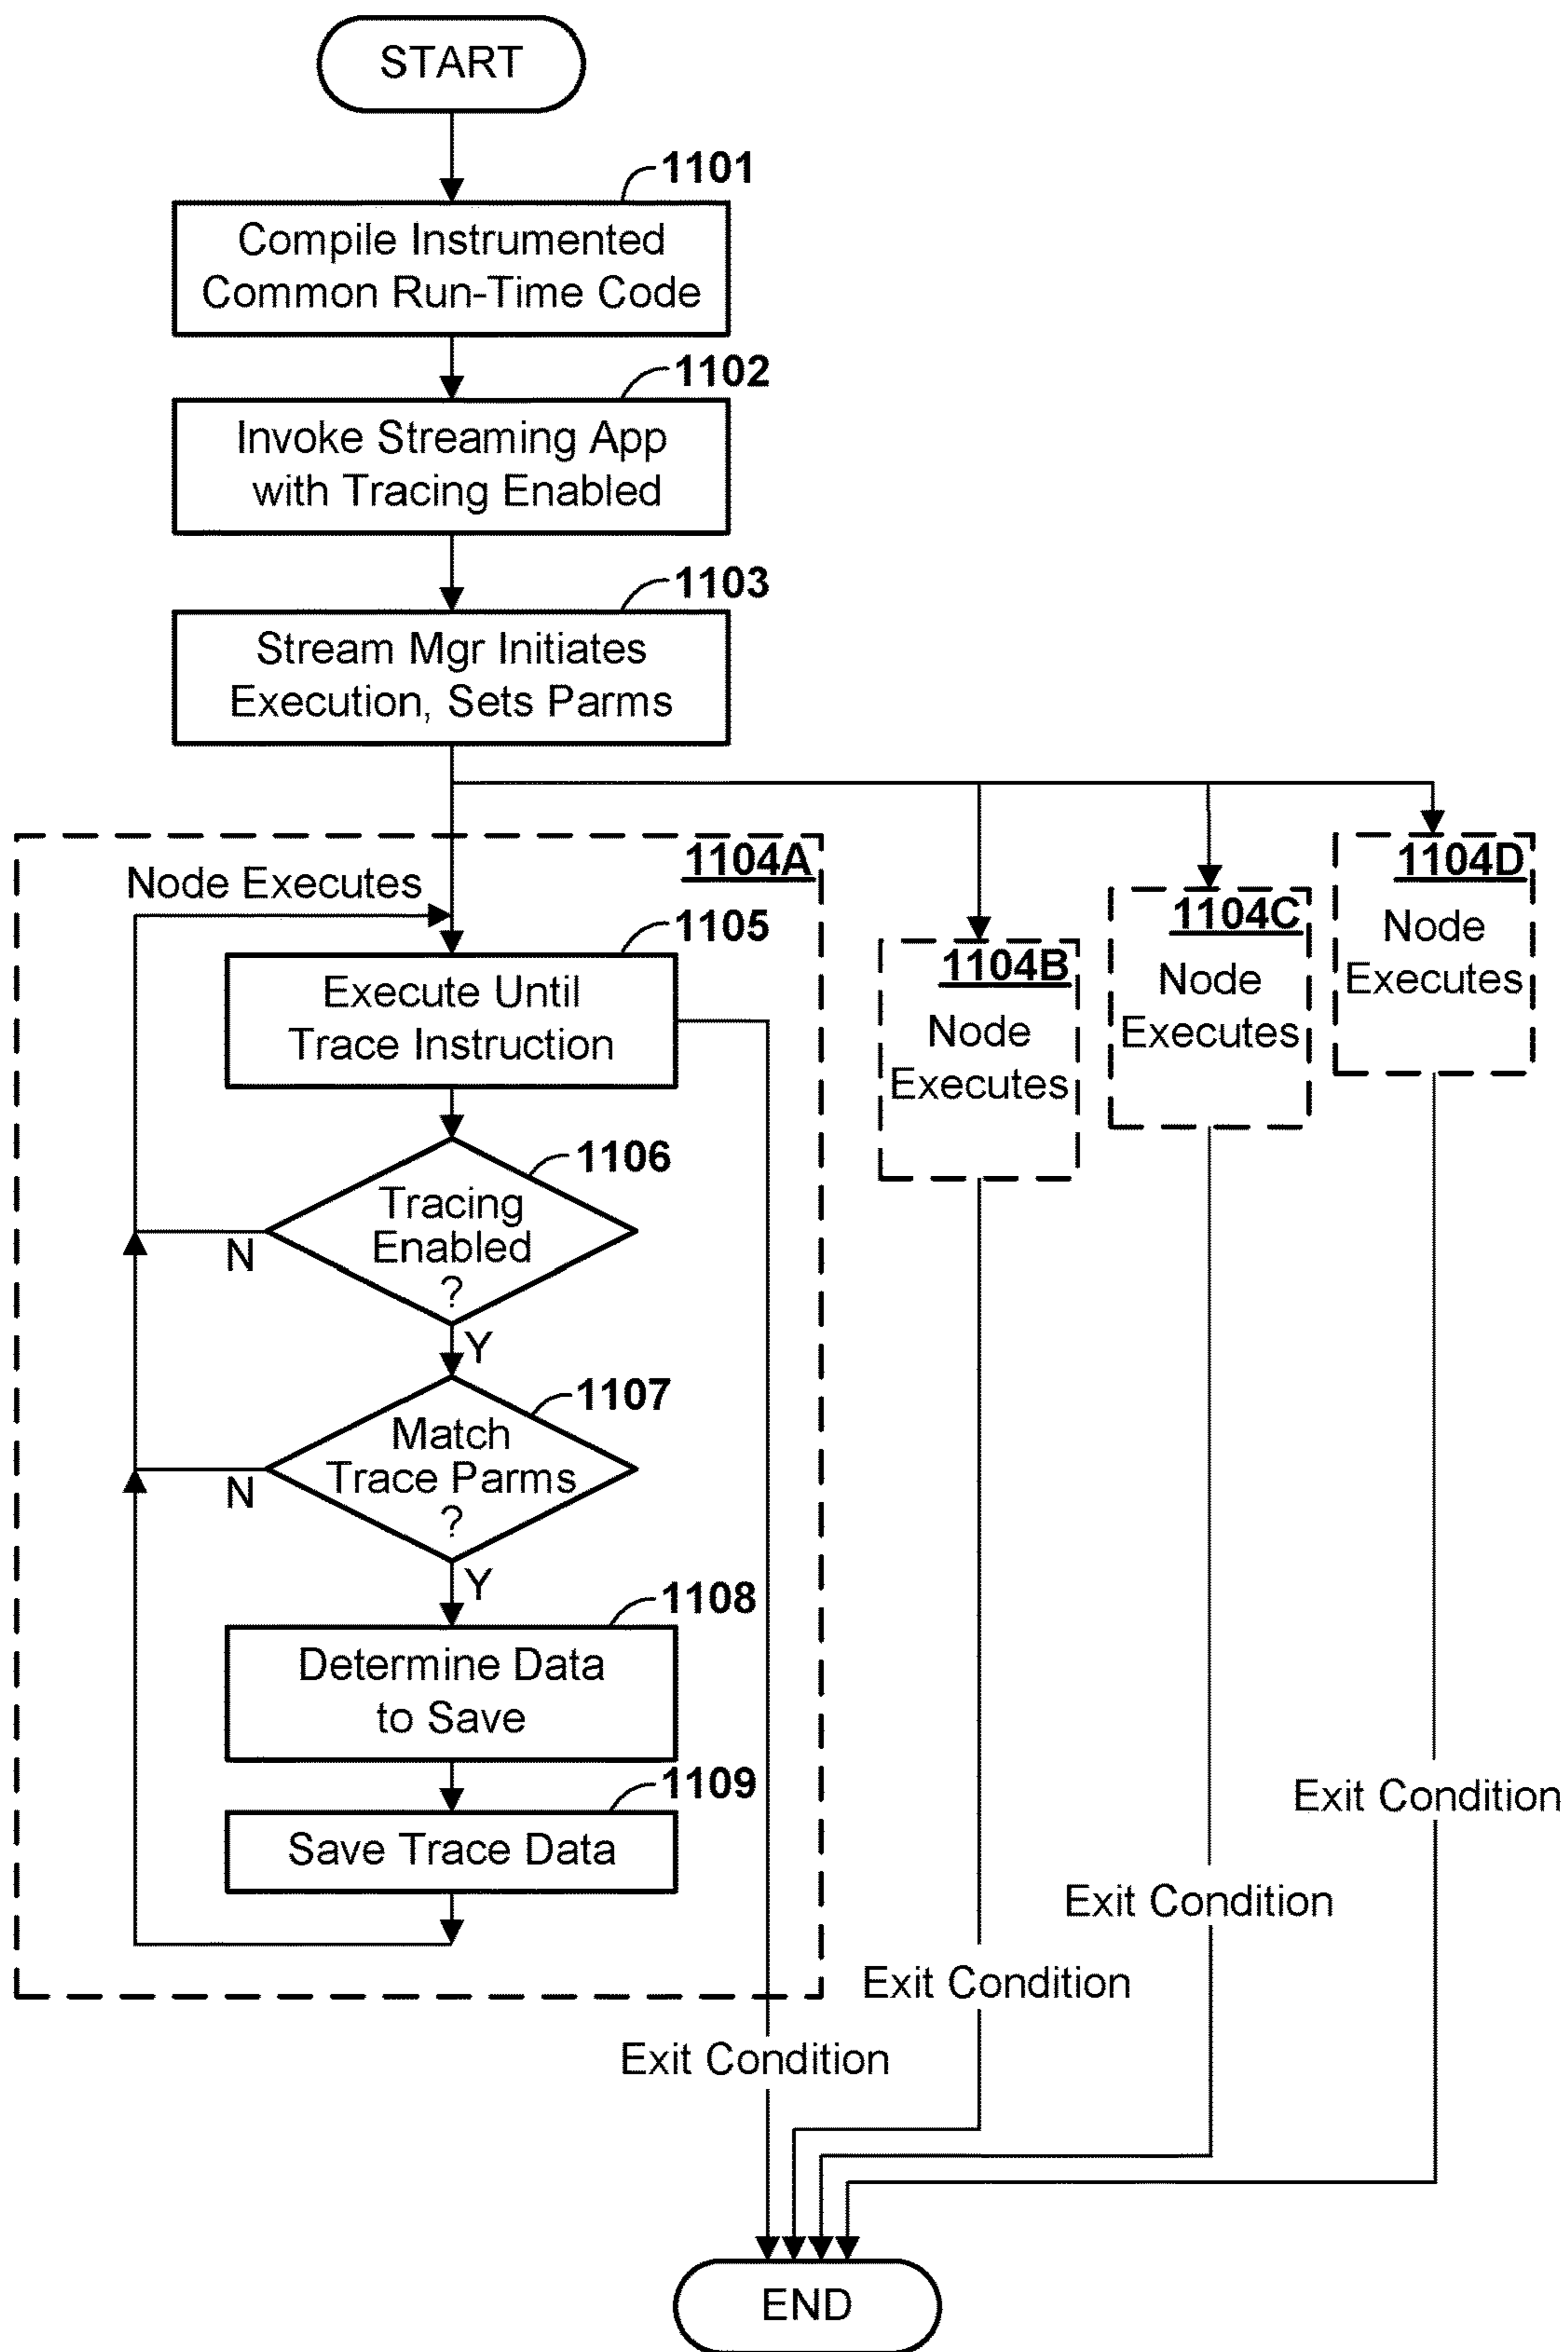 START
1101
Compile Instrumented
Common Run-Time Code
1102
Invoke Streaming App
with Tracing Enabled
1103
Stream Mgr Initiates
Execution, Sets Parms
1104A
Node Executes
1105
Execute Until
Trace Instruction
1106
Tracing
Enabled
?
N
Y
1107
Match
Trace Parms
?
N
Y
1108
Determine Data
to Save
1109
Save Trace Data
Exit Condition
1104B
Node
Executes
Exit Condition
1104C
Node
Executes
Exit Condition
1104D
Node
Executes
Exit Condition
END